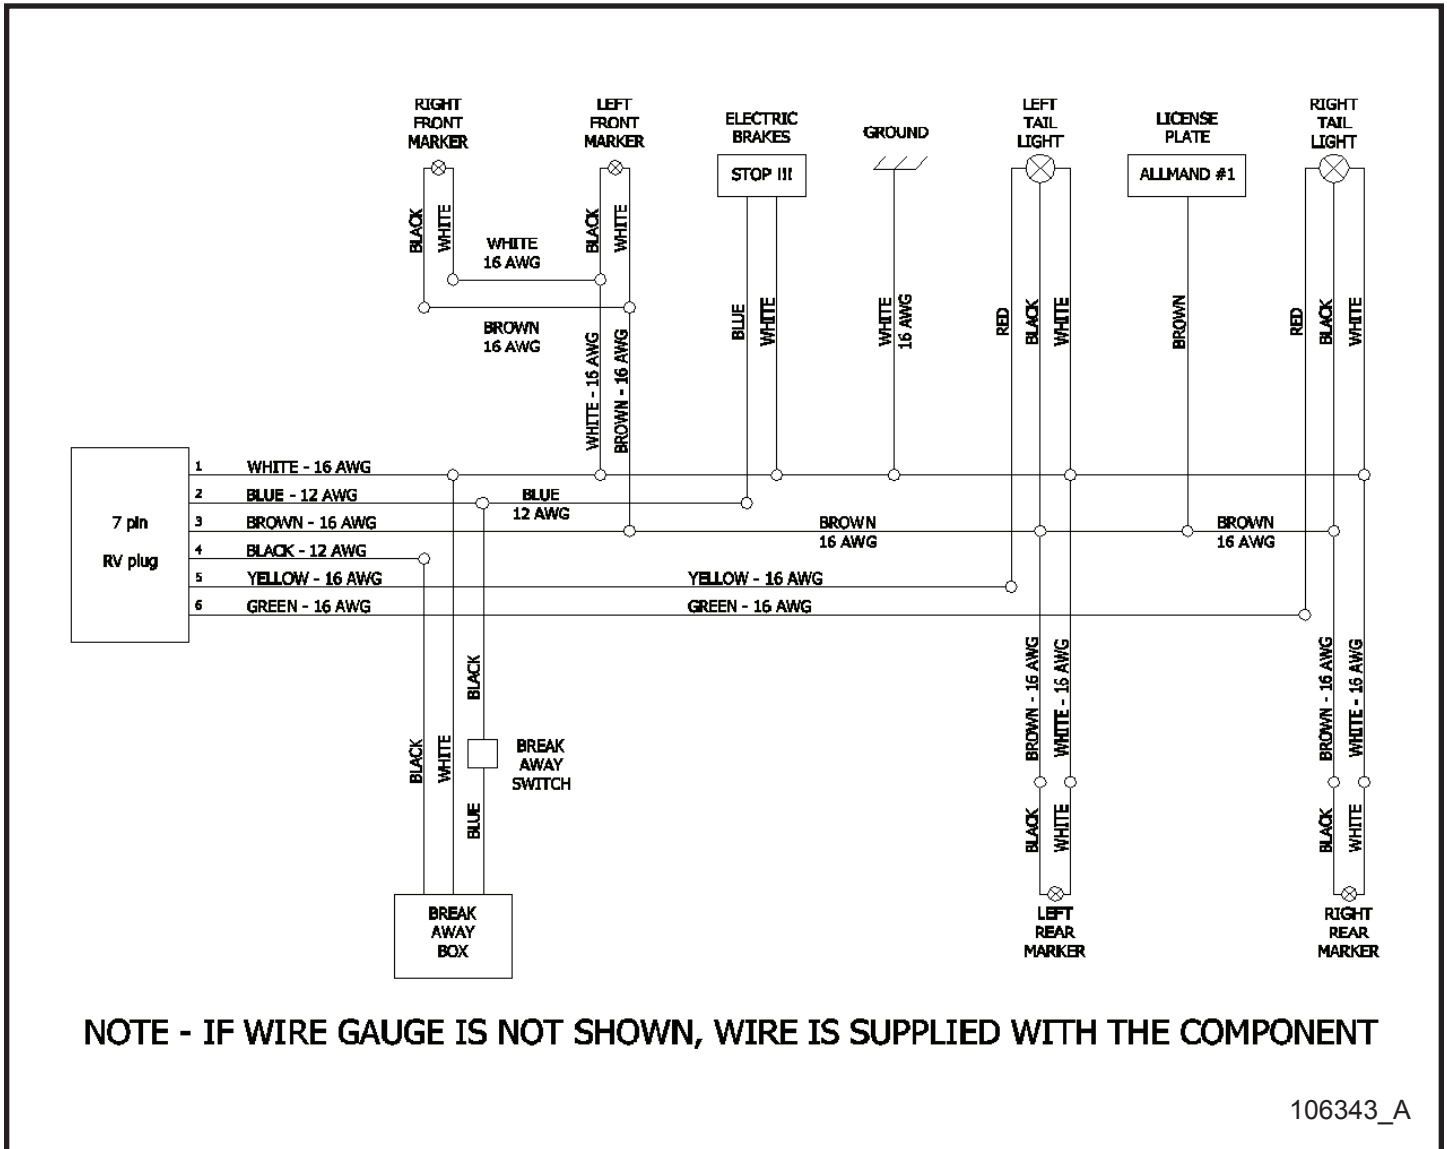 RIGHT
FRONT
MARKER
LEFT
FRONT
MARKER
ELECTRIC
BRAKES
STOP III
GROUND
LEFT
TAIL
LIGHT
LICENSE
PLATE
ALLMAND #1
RIGHT
TAIL
LIGHT
BLACK
WHITE
WHITE
16 AWG
BLACK
WHITE
BROWN
16 AWG
WHITE - 16 AWG
BROWN - 16 AWG
BLUE
WHITE
WHITE
16 AWG
RED
BLACK
WHITE
BROWN
RED
BLACK
WHITE
7 pin
RV plug
1 WHITE - 16 AWG
2 BLUE - 12 AWG
BLUE
12 AWG
3 BROWN - 16 AWG
BROWN
16 AWG
BROWN
16 AWG
4 BLACK - 12 AWG
5 YELLOW - 16 AWG
YELLOW - 16 AWG
6 GREEN - 16 AWG
GREEN - 16 AWG
BLACK
WHITE
BLACK
BREAK
AWAY
SWITCH
BLUE
BREAK
AWAY
BOX
BROWN - 16 AWG
WHITE - 16 AWG
BLACK
WHITE
LEFT
REAR
MARKER
BROWN - 16 AWG
WHITE - 16 AWG
BLACK
WHITE
RIGHT
REAR
MARKER
NOTE - IF WIRE GAUGE IS NOT SHOWN, WIRE IS SUPPLIED WITH THE COMPONENT
106343_A